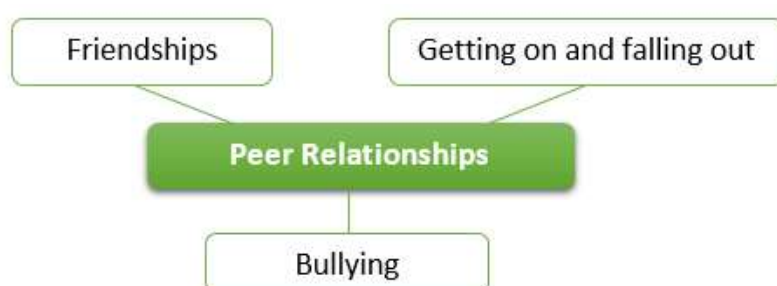 Friendships
Getting on and falling out
Peer Relationships
Bullying